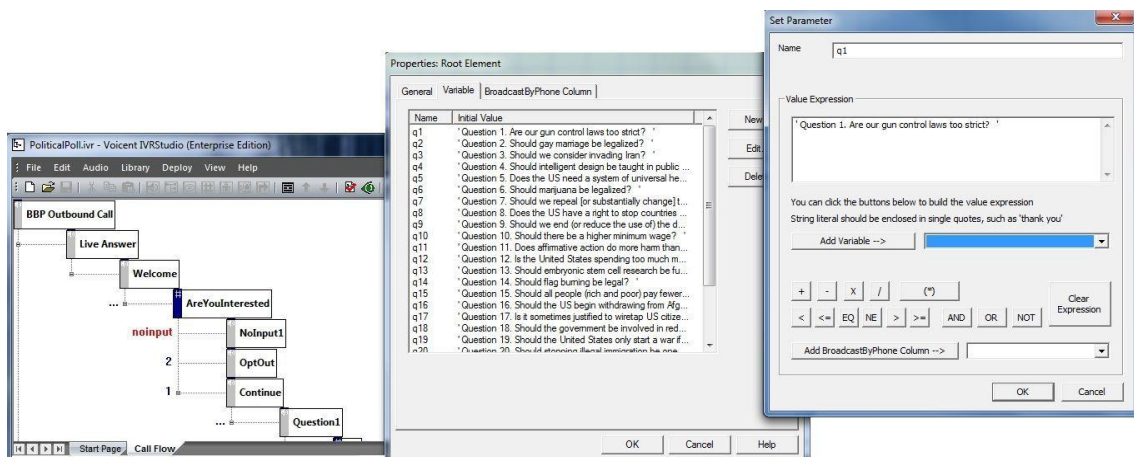 PoliticalPoll.ivr - Voicent IVRStudio (Enterprise Edition)
File Edit Audio Library Deploy View Help
BBP Outbound Call
Live Answer
Welcome
... AreYouInterested
noinput NoInput1
2 OptOut
1 Continue
... Question1
Start Page Call Flow
Properties: Root Element
General Variable BroadcastByPhone Column
Name Initial Value
q1 ' Question 1. Are our gun control laws too strict? '
q2 ' Question 2. Should gay marriage be legalized? '
q3 ' Question 3. Should we consider invading Iran? '
q4 ' Question 4. Should intelligent design be taught in public ...
q5 ' Question 5. Does the US need a system of universal he...
q6 ' Question 6. Should marijuana be legalized? '
q7 ' Question 7. Should we repeal [or substantially change] t...
q8 ' Question 8. Does the US have a right to stop countries ...
q9 ' Question 9. Should we end (or reduce the use of) the d...
q10 ' Question 10. Should there be a higher minimum wage? '
q11 ' Question 11. Does affirmative action do more harm than...
q12 ' Question 12. Is the United States spending too much m...
q13 ' Question 13. Should embryonic stem cell research be fu...
q14 ' Question 14. Should flag burning be legal? '
q15 ' Question 15. Should all people (rich and poor) pay fewer...
q16 ' Question 16. Should the US begin withdrawing from Afg...
q17 ' Question 17. Is it sometimes justified to wiretap US citize...
q18 ' Question 18. Should the government be involved in red...
q19 ' Question 19. Should the United States only start a war if...
q20 ' Question 20. Should stopping illegal immigration be one
New
Edit.
Dele
OK Cancel Help
Set Parameter
Name q1
Value Expression
' Question 1. Are our gun control laws too strict? '
You can click the buttons below to build the value expression
String literal should be enclosed in single quotes, such as 'thank you'
Add Variable -->
+ - X / (*)
< <= EQ NE > >= AND OR NOT
Clear Expression
Add BroadcastByPhone Column -->
OK Cancel